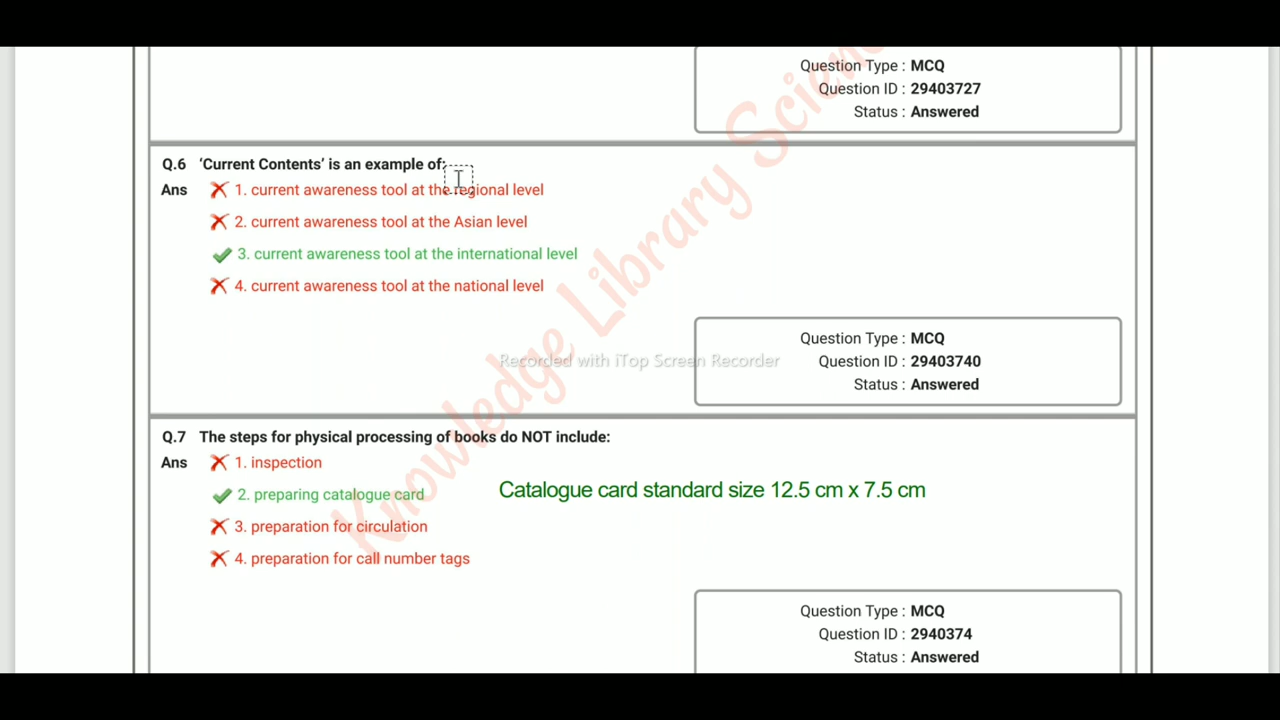 Question Type : MCQ
Question ID : 29403727
Status : Answered
Q.6 ‘Current Contents’ is an example of:
Ans 1. current awareness tool at the regional level
2. current awareness tool at the Asian level
3. current awareness tool at the international level
4. current awareness tool at the national level
Question Type : MCQ
Question ID : 29403740
Status : Answered
Recorded with iTop Screen Recorder
Knowledge Library Science
Q.7 The steps for physical processing of books do NOT include:
Ans 1. inspection
2. preparing catalogue card Catalogue card standard size 12.5 cm x 7.5 cm
3. preparation for circulation
4. preparation for call number tags
Question Type : MCQ
Question ID : 2940374
Status : Answered